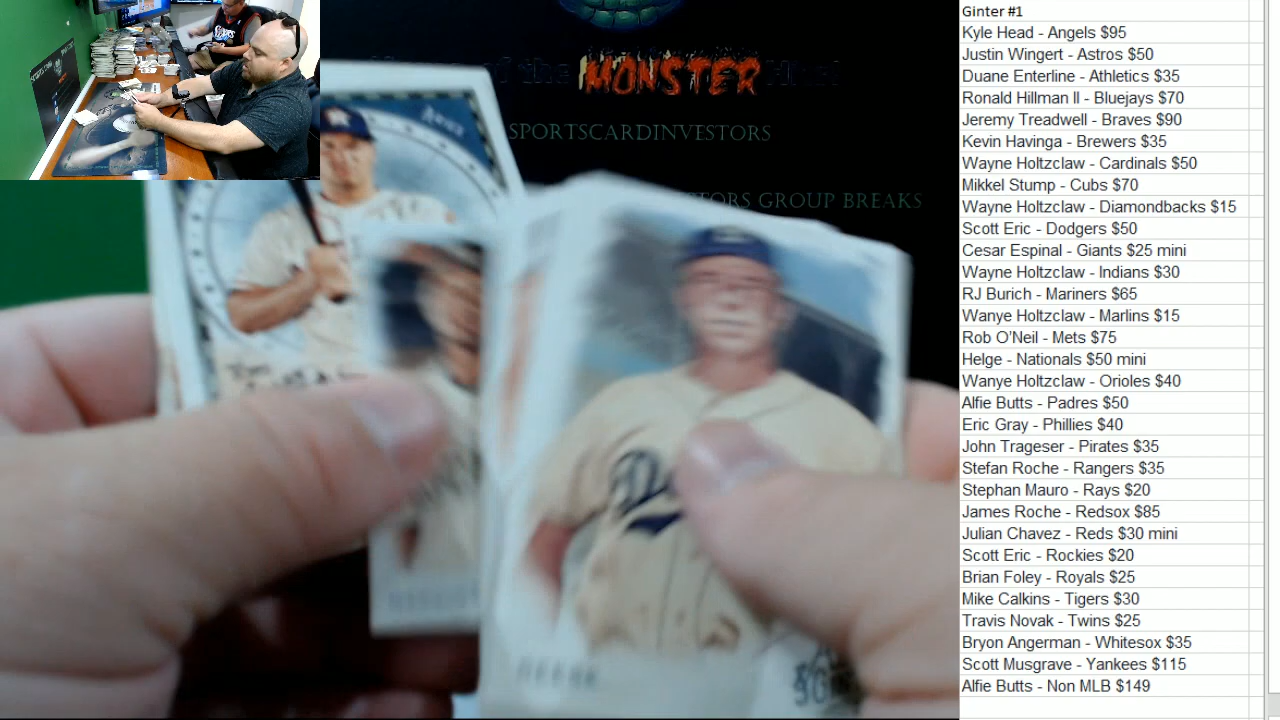 of the MONSTER
SPORTSCARDINVESTORS
GROUP BREAKS
Ginter #1
Kyle Head - Angels $95
Justin Wingert - Astros $50
Duane Enterline - Athletics $35
Ronald Hillman II - Bluejays $70
Jeremy Treadwell - Braves $90
Kevin Havinga - Brewers $35
Wayne Holtzclaw - Cardinals $50
Mikkel Stump - Cubs $70
Wayne Holtzclaw - Diamondbacks $15
Scott Eric - Dodgers $50
Cesar Espinal - Giants $25 mini
Wayne Holtzclaw - Indians $30
RJ Burich - Mariners $65
Wanye Holtzclaw - Marlins $15
Rob O'Neil - Mets $75
Helge - Nationals $50 mini
Wanye Holtzclaw - Orioles $40
Alfie Butts - Padres $50
Eric Gray - Phillies $40
John Trageser - Pirates $35
Stefan Roche - Rangers $35
Stephan Mauro - Rays $20
James Roche - Redsox $85
Julian Chavez - Reds $30 mini
Scott Eric - Rockies $20
Brian Foley - Royals $25
Mike Calkins - Tigers $30
Travis Novak - Twins $25
Bryon Angerman - Whitesox $35
Scott Musgrave - Yankees $115
Alfie Butts - Non MLB $149